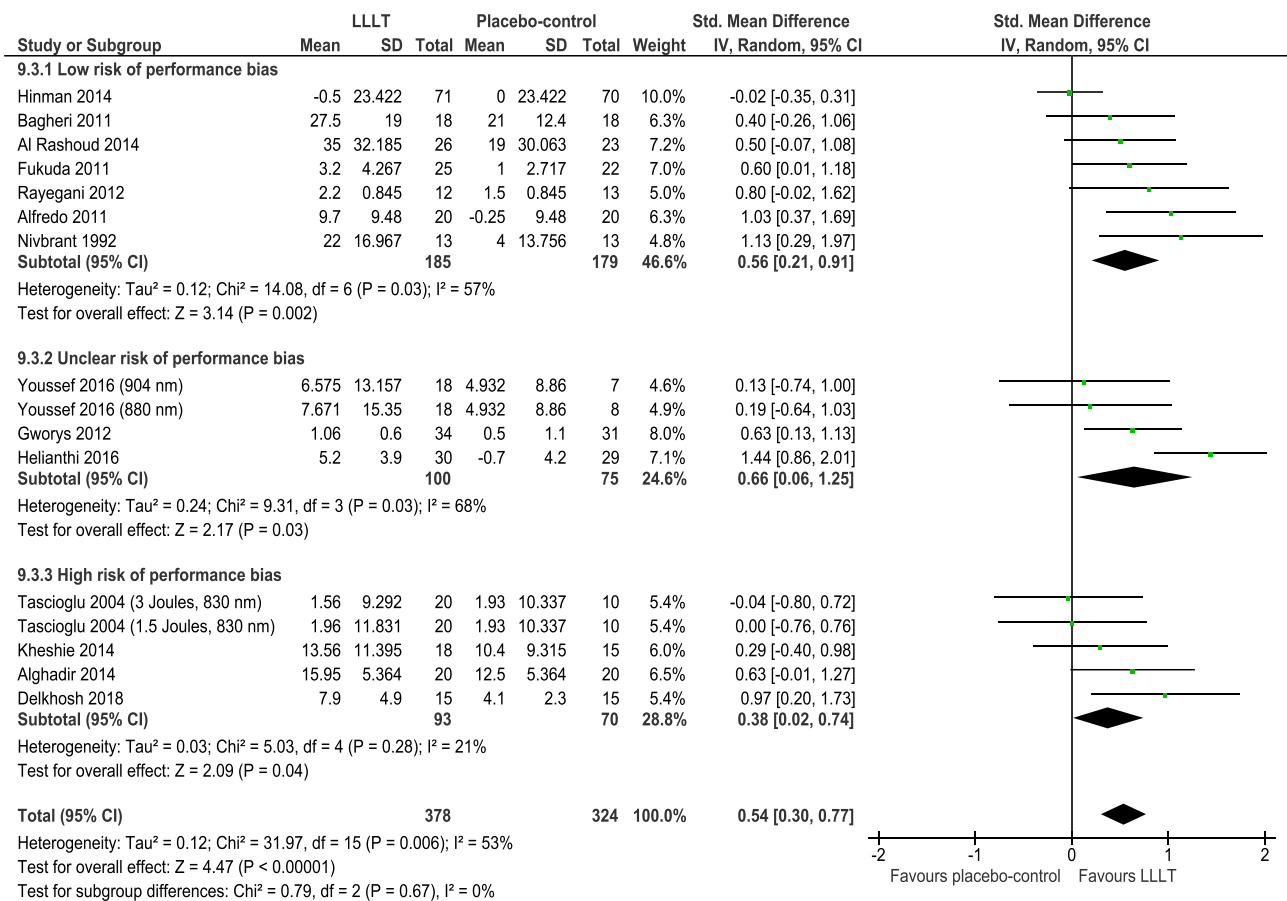 LLLT Placebo-control Std. Mean Difference Std. Mean Difference
Study or Subgroup Mean SD Total Mean SD Total Weight IV, Random, 95% CI IV, Random, 95% CI
9.3.1 Low risk of performance bias
Hinman 2014 -0.5 23.422 71 0 23.422 70 10.0% -0.02 [-0.35, 0.31]
Bagheri 2011 27.5 19 18 21 12.4 18 6.3% 0.40 [-0.26, 1.06]
Al Rashoud 2014 35 32.185 26 19 30.063 23 7.2% 0.50 [-0.07, 1.08]
Fukuda 2011 3.2 4.267 25 1 2.717 22 7.0% 0.60 [0.01, 1.18]
Rayegani 2012 2.2 0.845 12 1.5 0.845 13 5.0% 0.80 [-0.02, 1.62]
Alfredo 2011 9.7 9.48 20 -0.25 9.48 20 6.3% 1.03 [0.37, 1.69]
Nivbrant 1992 22 16.967 13 4 13.756 13 4.8% 1.13 [0.29, 1.97]
Subtotal (95% CI) 185 179 46.6% 0.56 [0.21, 0.91]
Heterogeneity: Tau² = 0.12; Chi² = 14.08, df = 6 (P = 0.03); I² = 57%
Test for overall effect: Z = 3.14 (P = 0.002)
9.3.2 Unclear risk of performance bias
Youssef 2016 (904 nm) 6.575 13.157 18 4.932 8.86 7 4.6% 0.13 [-0.74, 1.00]
Youssef 2016 (880 nm) 7.671 15.35 18 4.932 8.86 8 4.9% 0.19 [-0.64, 1.03]
Gworys 2012 1.06 0.6 34 0.5 1.1 31 8.0% 0.63 [0.13, 1.13]
Helianthi 2016 5.2 3.9 30 -0.7 4.2 29 7.1% 1.44 [0.86, 2.01]
Subtotal (95% CI) 100 75 24.6% 0.66 [0.06, 1.25]
Heterogeneity: Tau² = 0.24; Chi² = 9.31, df = 3 (P = 0.03); I² = 68%
Test for overall effect: Z = 2.17 (P = 0.03)
9.3.3 High risk of performance bias
Tascioglu 2004 (3 Joules, 830 nm) 1.56 9.292 20 1.93 10.337 10 5.4% -0.04 [-0.80, 0.72]
Tascioglu 2004 (1.5 Joules, 830 nm) 1.96 11.831 20 1.93 10.337 10 5.4% 0.00 [-0.76, 0.76]
Kheshie 2014 13.56 11.395 18 10.4 9.315 15 6.0% 0.29 [-0.40, 0.98]
Alghadir 2014 15.95 5.364 20 12.5 5.364 20 6.5% 0.63 [-0.01, 1.27]
Delkhosh 2018 7.9 4.9 15 4.1 2.3 15 5.4% 0.97 [0.20, 1.73]
Subtotal (95% CI) 93 70 28.8% 0.38 [0.02, 0.74]
Heterogeneity: Tau² = 0.03; Chi² = 5.03, df = 4 (P = 0.28); I² = 21%
Test for overall effect: Z = 2.09 (P = 0.04)
Total (95% CI) 378 324 100.0% 0.54 [0.30, 0.77]
Heterogeneity: Tau² = 0.12; Chi² = 31.97, df = 15 (P = 0.006); I² = 53%
Test for overall effect: Z = 4.47 (P < 0.00001)
Test for subgroup differences: Chi² = 0.79, df = 2 (P = 0.67), I² = 0%
-2 -1 0 1 2
Favours placebo-control Favours LLLT